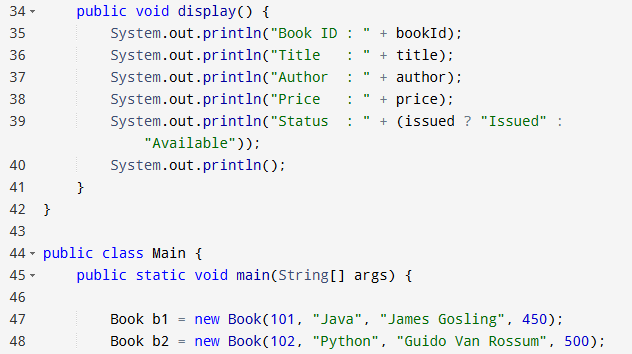 34    public void display() {
35        System.out.println("Book ID : " + bookId);
36        System.out.println("Title   : " + title);
37        System.out.println("Author  : " + author);
38        System.out.println("Price   : " + price);
39        System.out.println("Status  : " + (issued ? "Issued" :
            "Available"));
40        System.out.println();
41    }
42 }
43
44 public class Main {
45    public static void main(String[] args) {
46
47        Book b1 = new Book(101, "Java", "James Gosling", 450);
48        Book b2 = new Book(102, "Python", "Guido Van Rossum", 500);